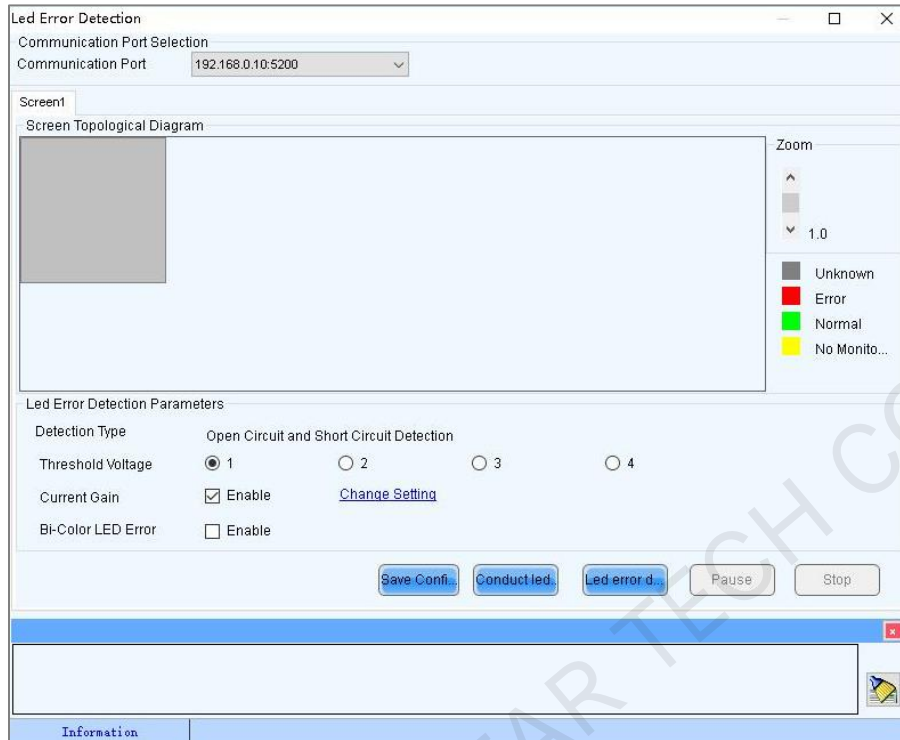 Led Error Detection
Communication Port Selection
Communication Port 192.168.0.10:5200
Screen1
Screen Topological Diagram
Zoom
1.0
Unknown
Error
Normal
No Monito...
Led Error Detection Parameters
Detection Type Open Circuit and Short Circuit Detection
Threshold Voltage 1 2 3 4
Current Gain Enable Change Setting
Bi-Color LED Error Enable
Save Confi... Conduct led... Led error d... Pause Stop
Information
TAR TECH CO